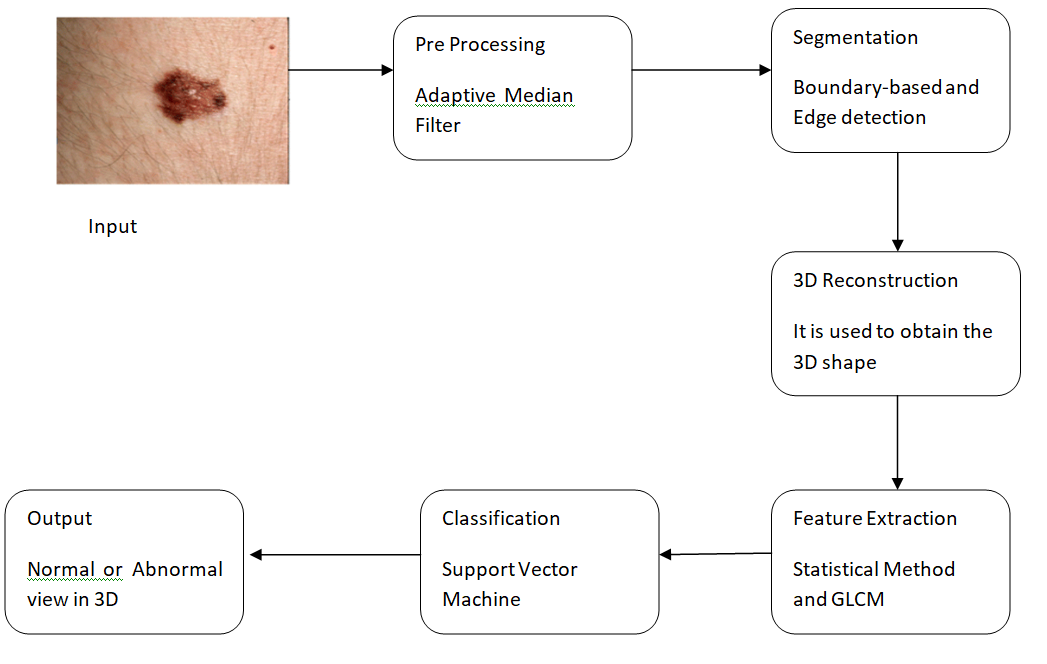 Pre Processing
Adaptive Median
Filter
Segmentation
Boundary-based and
Edge detection
Input
3D Reconstruction
It is used to obtain the
3D shape
Output
Normal or Abnormal
view in 3D
Classification
Support Vector
Machine
Feature Extraction
Statistical Method
and GLCM